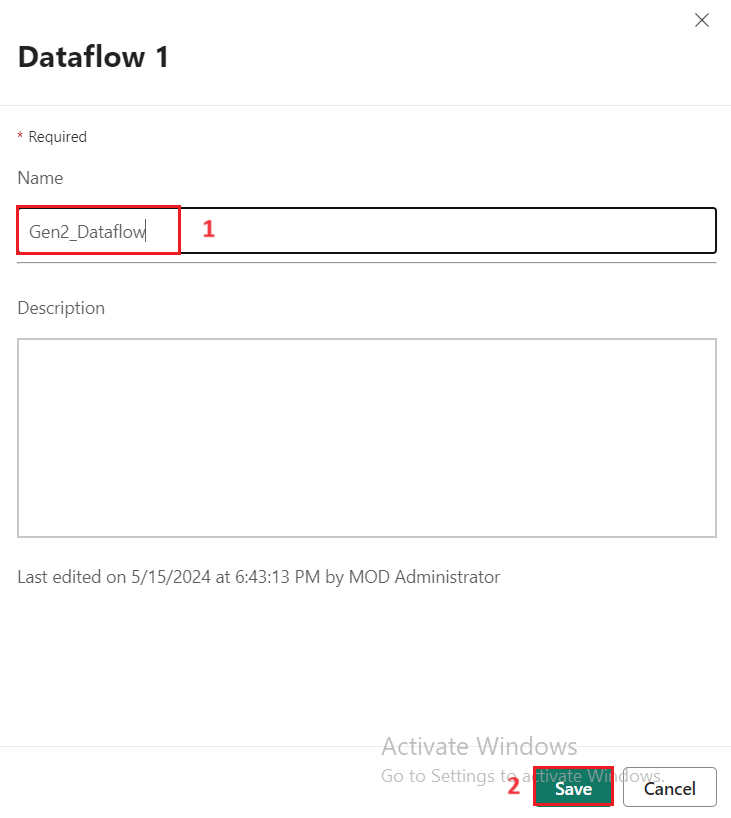 Dataflow 1
* Required
Name
Gen2_Dataflow 1
Description
Last edited on 5/15/2024 at 6:43:13 PM by MOD Administrator
Activate Windows
Go to Settings to activate Windows.
2 Save Cancel